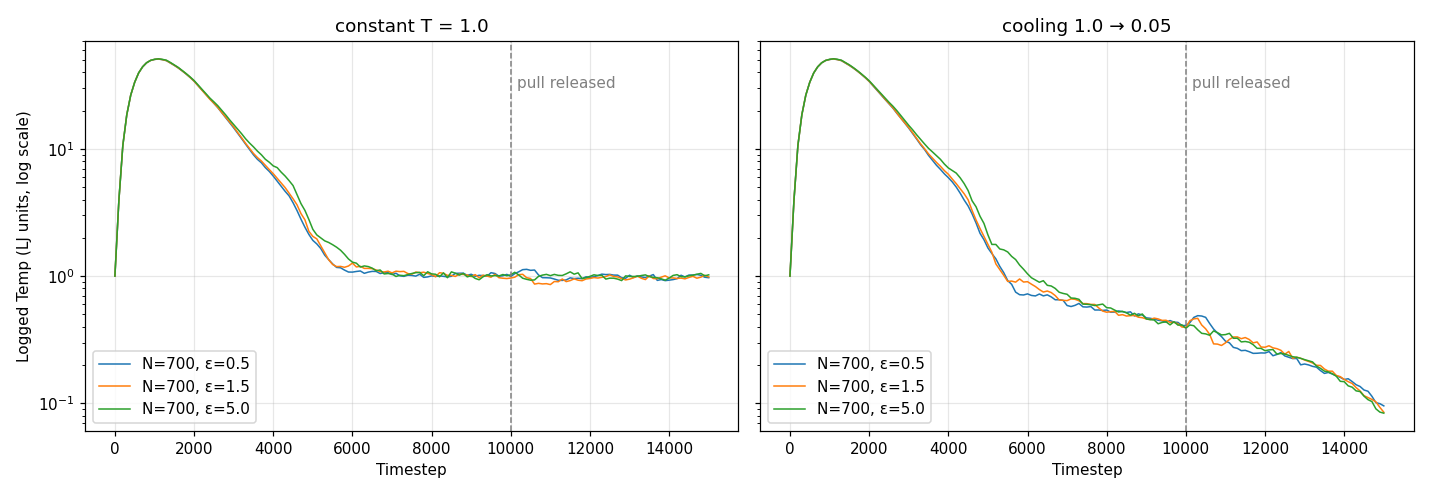 constant T = 1.0
cooling 1.0 → 0.05
Logged Temp (LJ units, log scale)
10¹
10⁰
10⁻¹
pull released
N=700, ε=0.5
N=700, ε=1.5
N=700, ε=5.0
0 2000 4000 6000 8000 10000 12000 14000
Timestep
pull released
N=700, ε=0.5
N=700, ε=1.5
N=700, ε=5.0
0 2000 4000 6000 8000 10000 12000 14000
Timestep